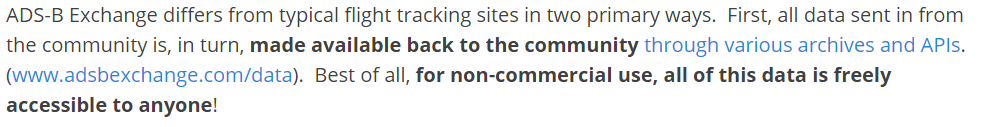 ADS-B Exchange differs from typical flight tracking sites in two primary ways.  First, all data sent in from
the community is, in turn, made available back to the community through various archives and APIs.
(www.adsbexchange.com/data).  Best of all, for non-commercial use, all of this data is freely
accessible to anyone!